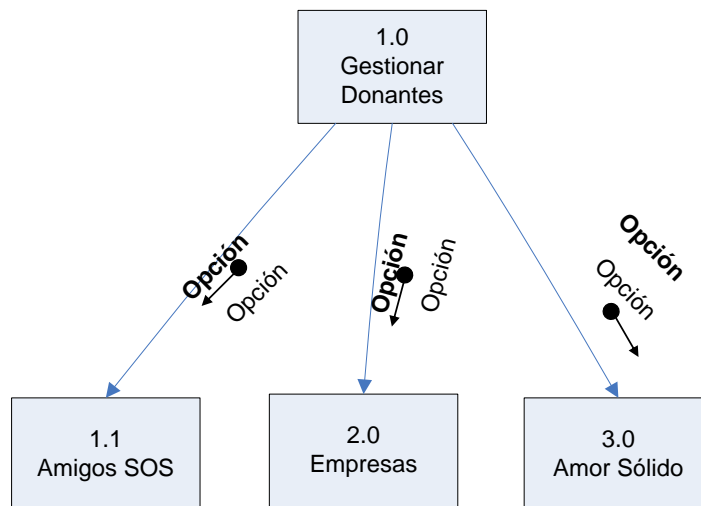 1.0
Gestionar
Donantes
Opción
Opción
Opción
Opción
Opción
Opción
1.1
Amigos SOS
2.0
Empresas
3.0
Amor Sólido